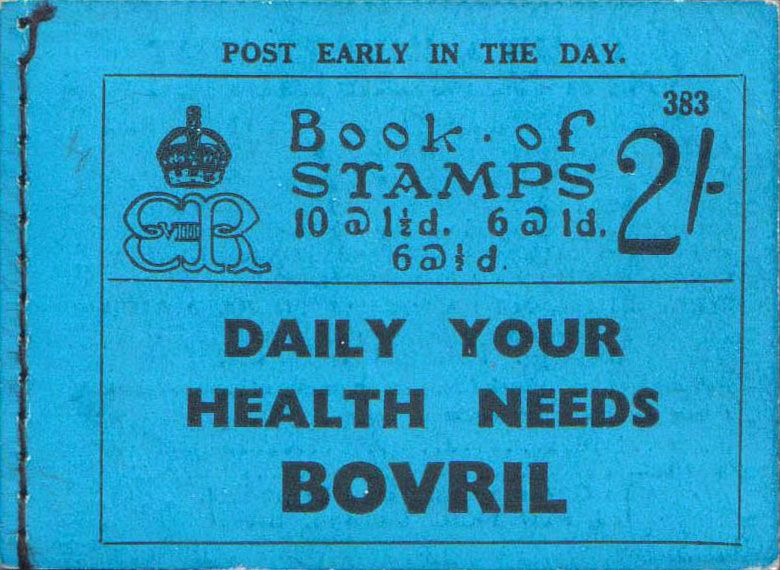 POST EARLY IN THE DAY.
383
Book · of
STAMPS
2/-
10 @ 1½d. 6 @ 1d.
6 @ ½d.
EVIIIR
DAILY YOUR
HEALTH NEEDS
BOVRIL